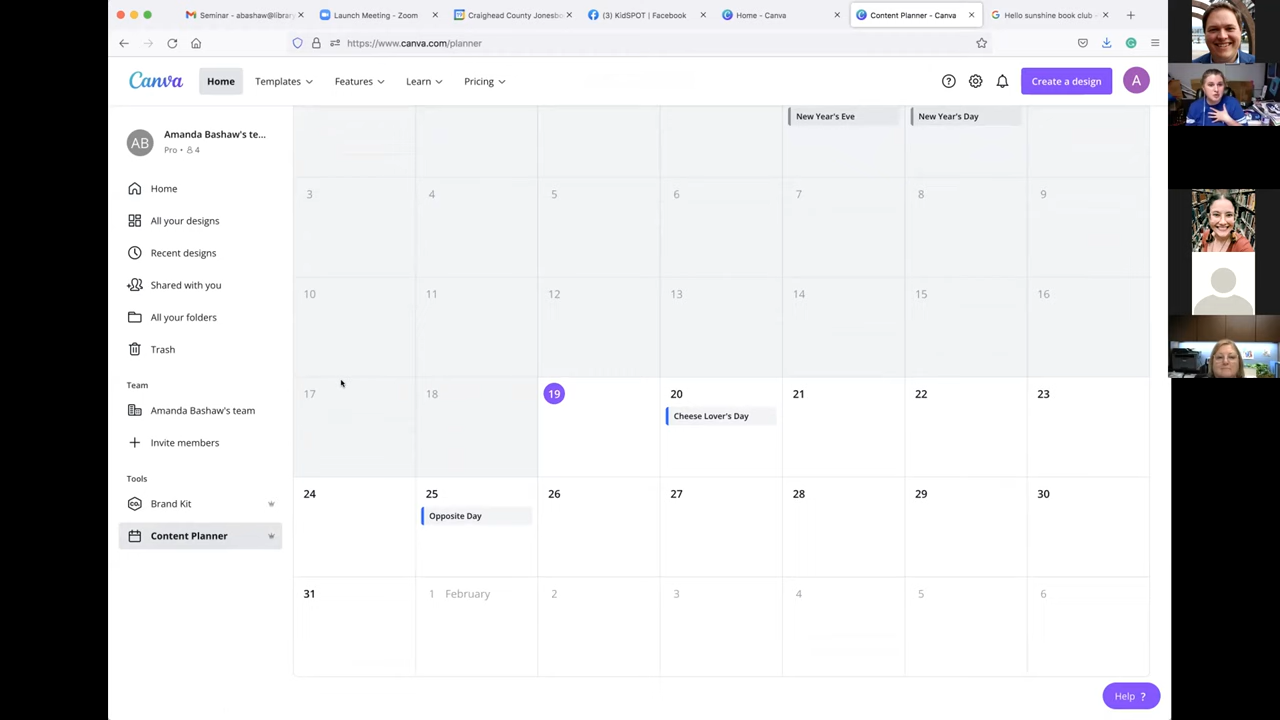 Seminar - abashaw@library
Launch Meeting - Zoom
Craighead County Jonesb
(3) KidSPOT | Facebook
Home - Canva
Content Planner - Canva
Hello sunshine book club -
https://www.canva.com/planner
Canva
Home
Templates
Features
Learn
Pricing
Create a design
A
New Year's Eve
New Year's Day
AB
Amanda Bashaw's te...
Pro • 4
Home
All your designs
Recent designs
Shared with you
All your folders
Trash
Team
Amanda Bashaw's team
Invite members
Tools
CO.
Brand Kit
Content Planner
3 4 5 6 7 8 9
10 11 12 13 14 15 16
17 18 19 20 21 22 23
Cheese Lover's Day
24 25 26 27 28 29 30
Opposite Day
31 1 February 2 3 4 5 6
Help ?